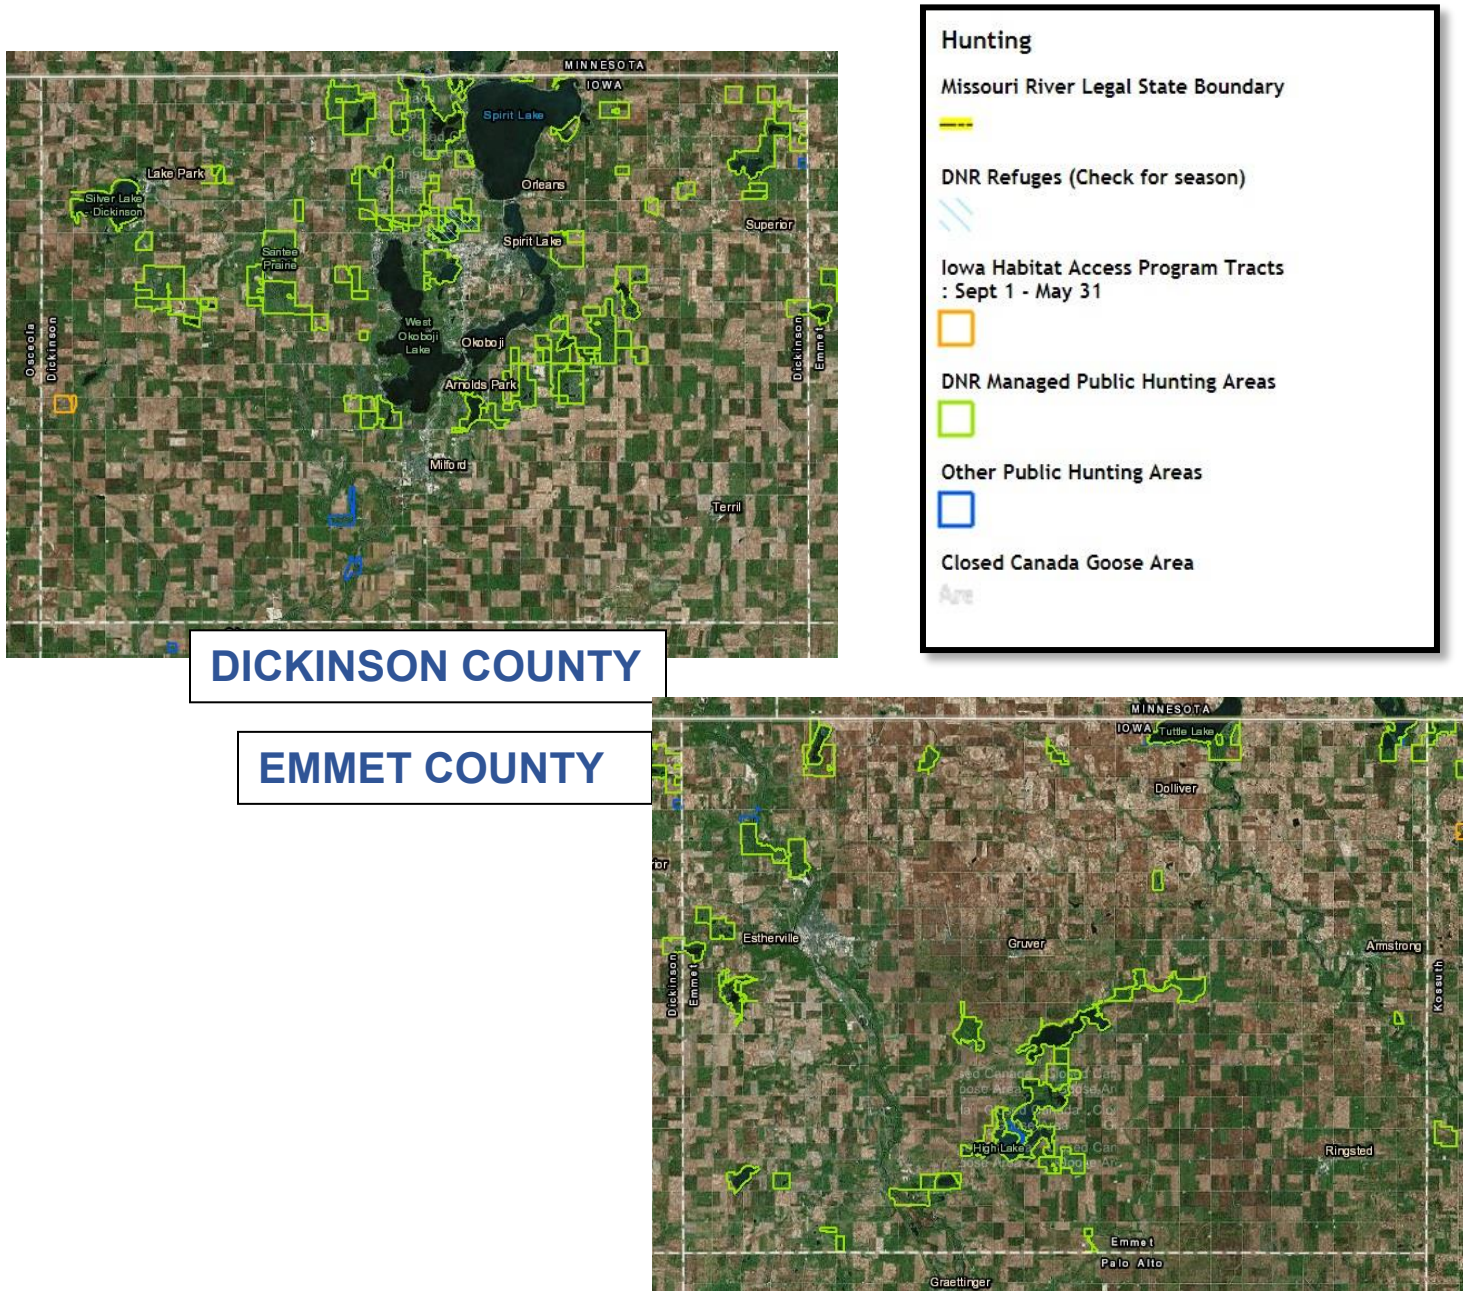 MINNESOTA
IOWA
Spirit Lake
Lake Park
Orleans
Silver Lake
- Dickinson
Superior
Spirit Lake
Santee
Prairie
West
Okoboji
Lake
Okoboji
Osceola
Dickinson
Dickinson
Emmet
Arnolds Park
Milford
Terril
DICKINSON COUNTY
Hunting
Missouri River Legal State Boundary
DNR Refuges (Check for season)
Iowa Habitat Access Program Tracts
: Sept 1 - May 31
DNR Managed Public Hunting Areas
Other Public Hunting Areas
Closed Canada Goose Area
Are
EMMET COUNTY
MINNESOTA
IOWA
Tuttle Lake
Dolliver
Estherville
Gruver
Armstrong
Dickinson
Emmet
Kossuth
High Lake
Ringsted
Emmet
Palo Alto
Graettinger